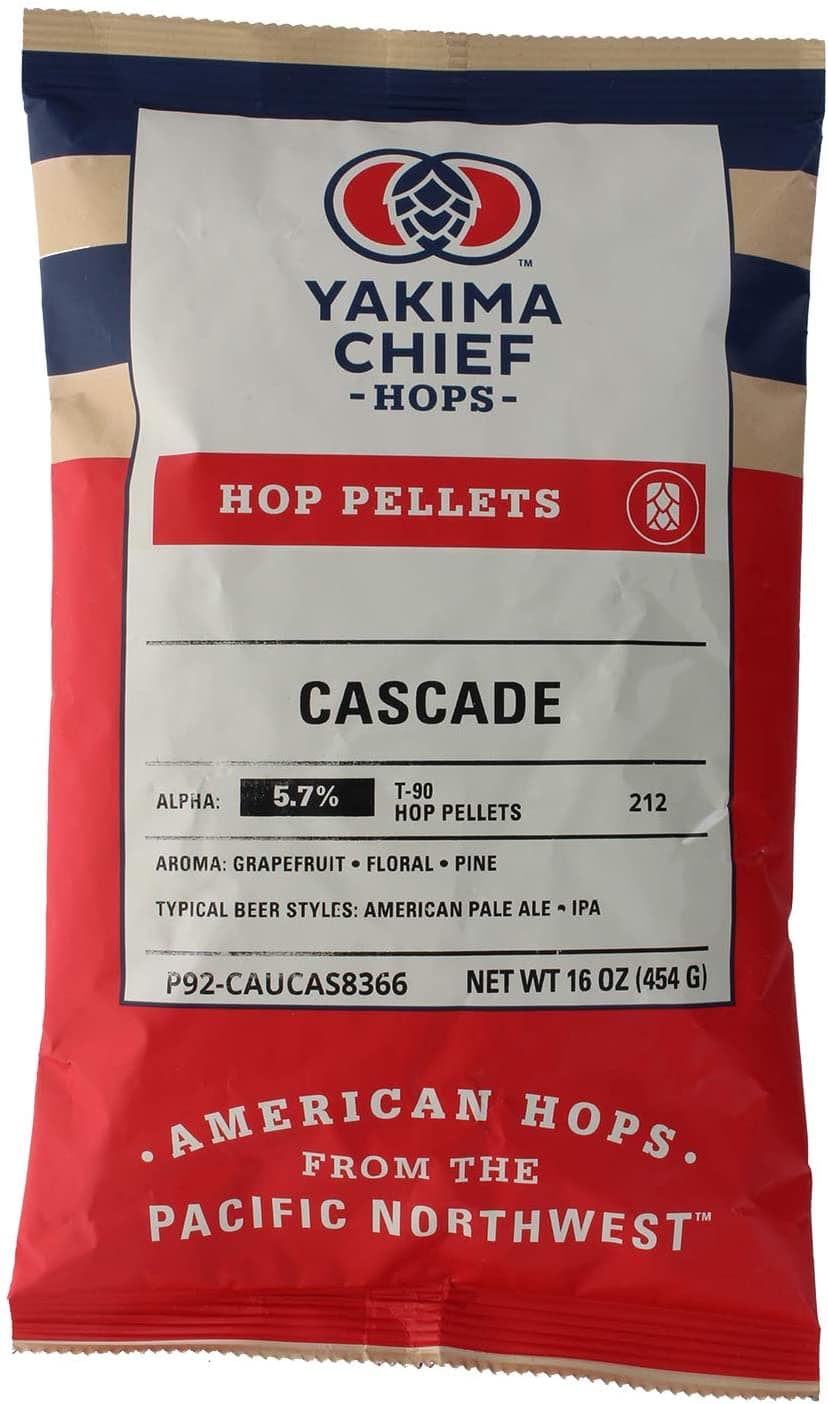 ™
YAKIMA
CHIEF
-HOPS-
HOP PELLETS
CASCADE
ALPHA: 5.7% T-90 HOP PELLETS 212
AROMA: GRAPEFRUIT • FLORAL • PINE
TYPICAL BEER STYLES: AMERICAN PALE ALE • IPA
P92-CAUCAS8366 NET WT 16 OZ (454 G)
• AMERICAN HOPS •
FROM THE
PACIFIC NORTHWEST™